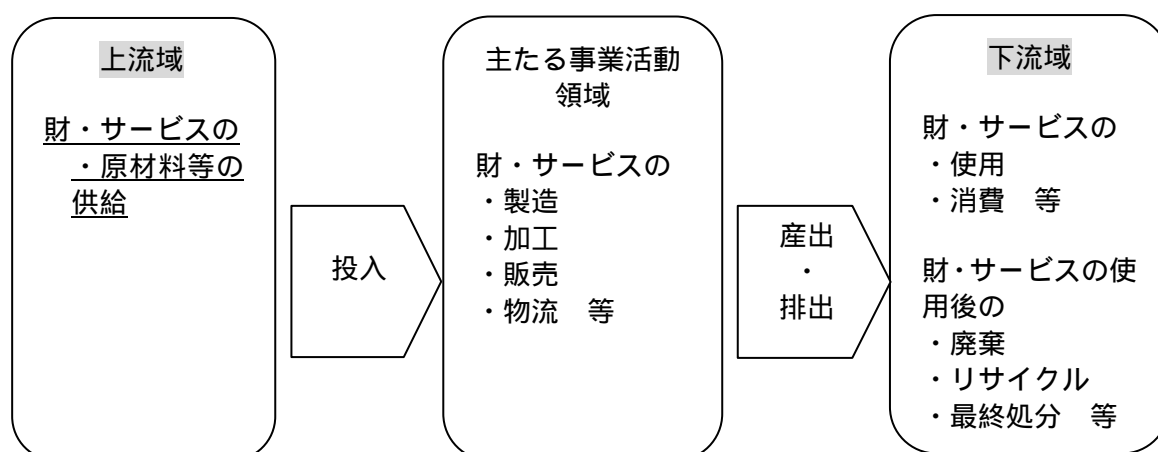 上流域
財・サービスの
・原材料等の
供給
投入
主たる事業活動
領域
財・サービスの
・製造
・加工
・販売
・物流　等
産出
・
排出
下流域
財・サービスの
・使用
・消費　等
財・サービスの使
用後の
・廃棄
・リサイクル
・最終処分　等